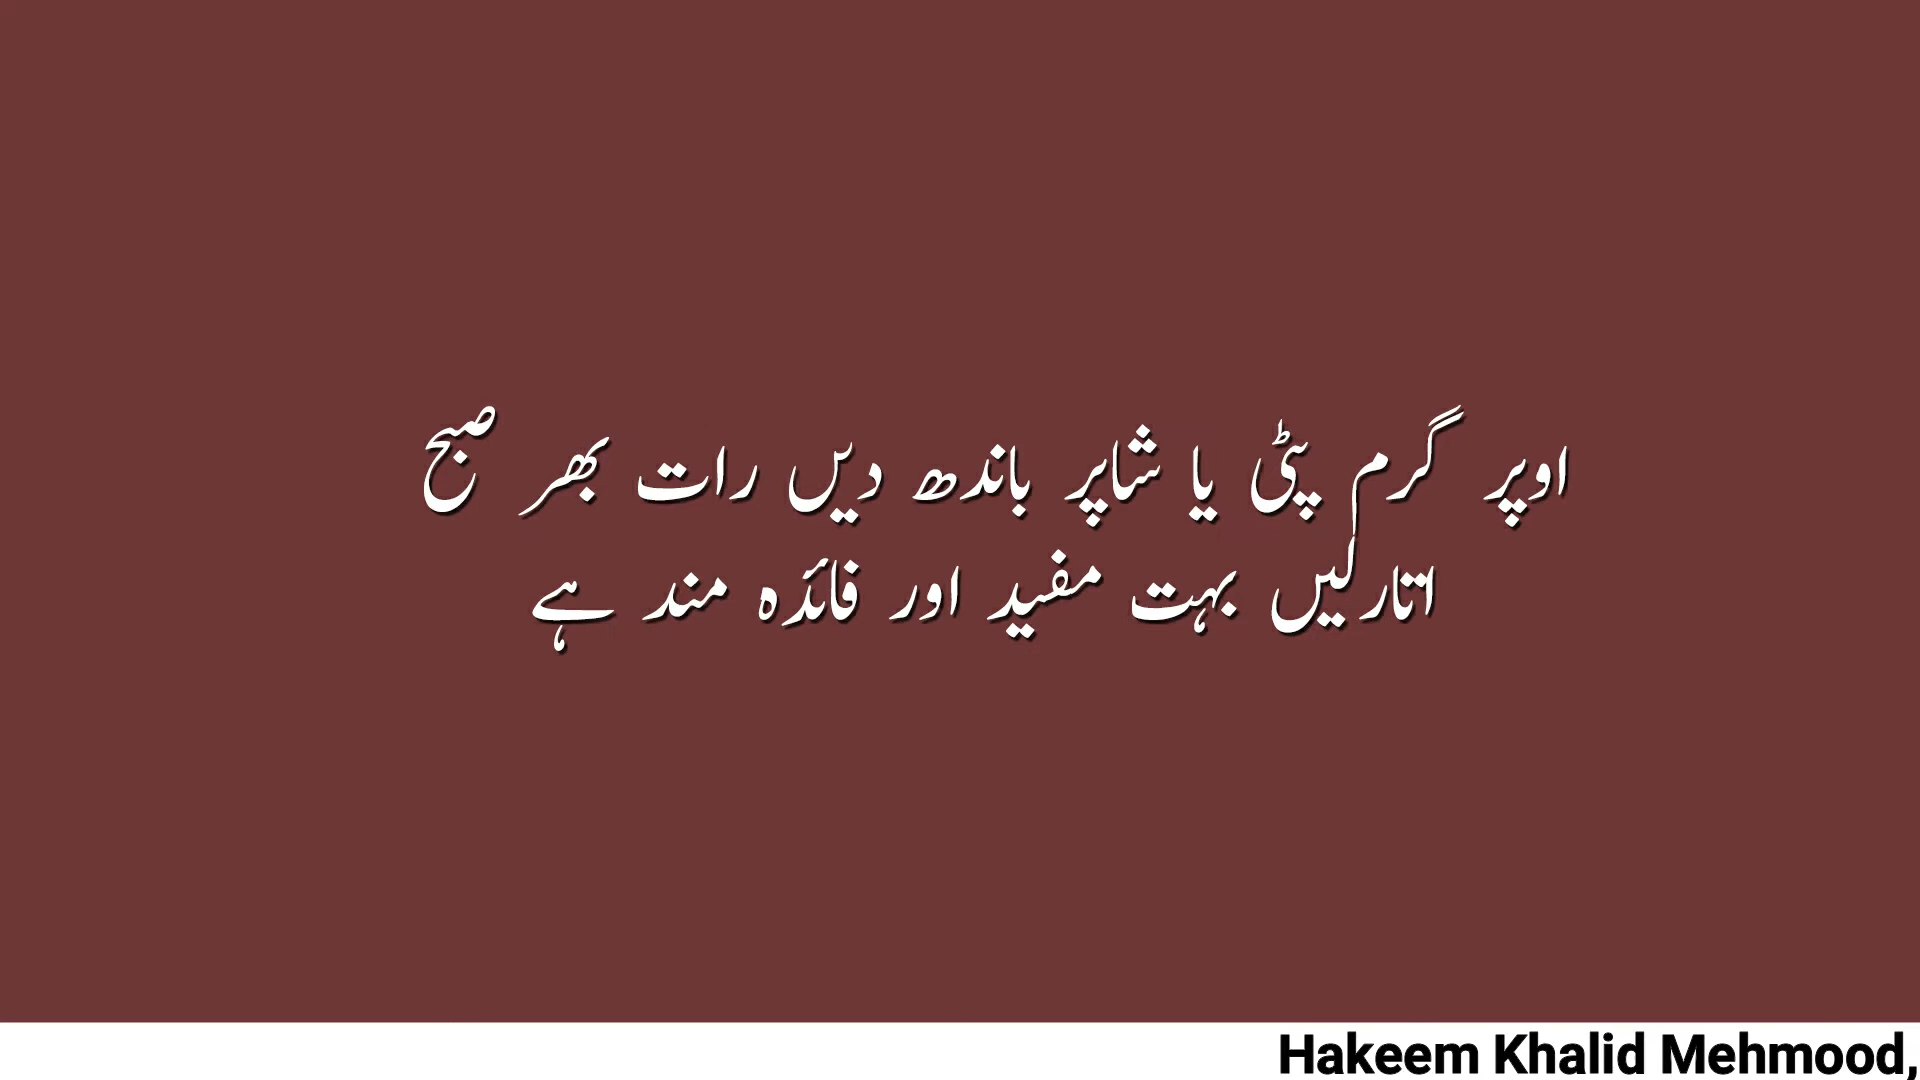 اوپر گرم پٹی یا شاپر باندھ دیں رات بھر صبح
اتارلیں بہت مفید اور فائدہ مند ہے
Hakeem Khalid Mehmood,